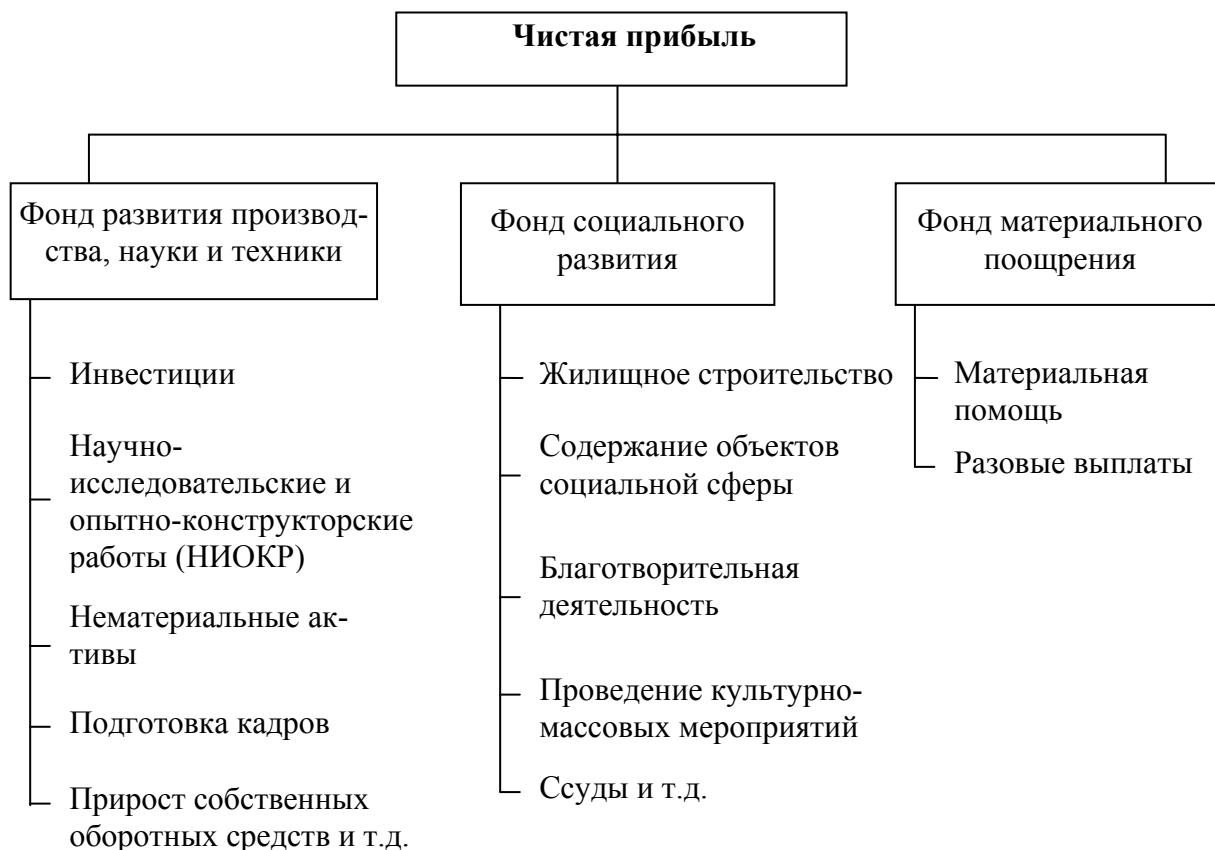 Чистая прибыль
Фонд развития производ-
ства, науки и техники
Инвестиции
Научно-
исследовательские и
опытно-конструкторские
работы (НИОКР)
Нематериальные ак-
тивы
Подготовка кадров
Прирост собственных
оборотных средств и т.д.
Фонд социального
развития
Жилищное строительство
Содержание объектов
социальной сферы
Благотворительная
деятельность
Проведение культурно-
массовых мероприятий
Ссуды и т.д.
Фонд материального
поощрения
Материальная
помощь
Разовые выплаты